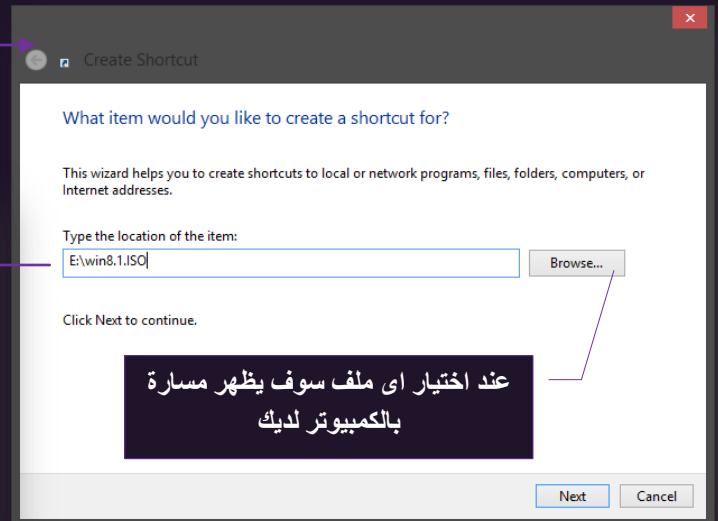 Create Shortcut
What item would you like to create a shortcut for?
This wizard helps you to create shortcuts to local or network programs, files, folders, computers, or
Internet addresses.
Type the location of the item:
E:\win8.1.ISO
Browse...
Click Next to continue.
عند اختيار اى ملف سوف يظهر مسارة
بالكمبيوتر لديك
Next
Cancel